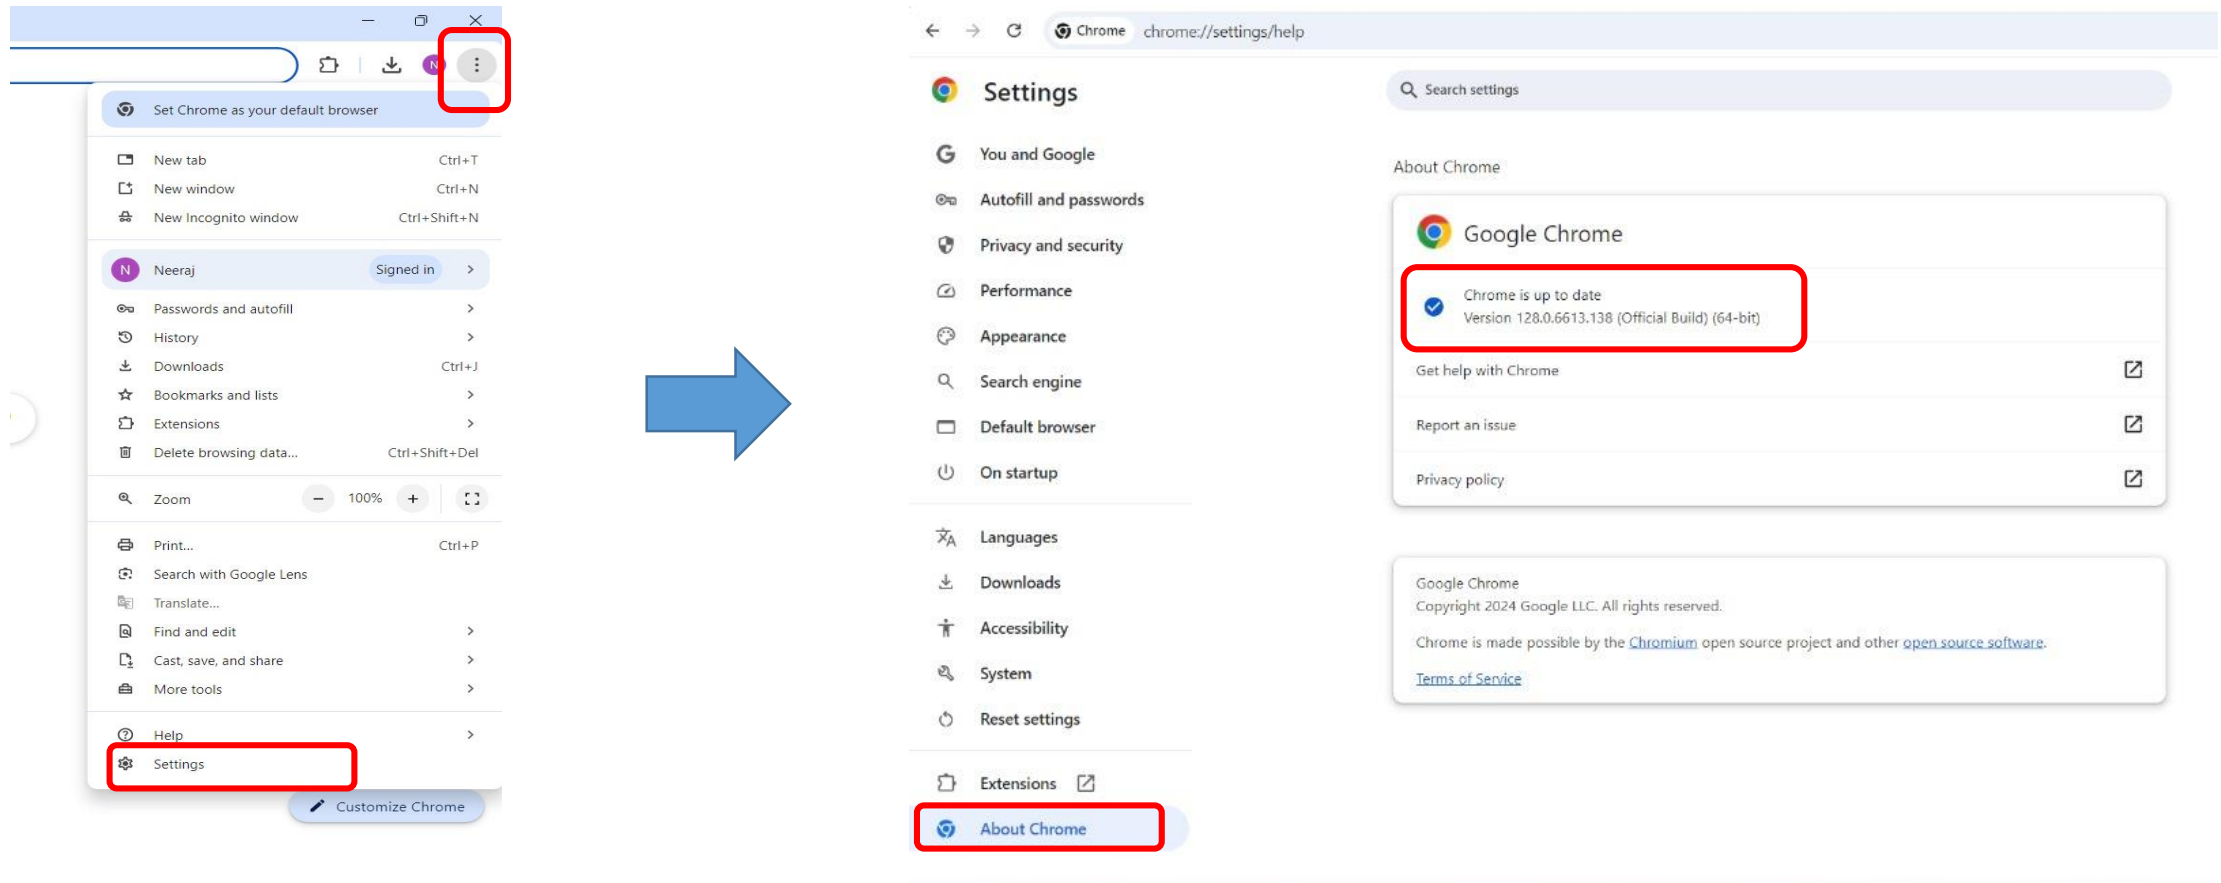 N
Set Chrome as your default browser
New tab Ctrl+T
New window Ctrl+N
New Incognito window Ctrl+Shift+N
N Neeraj Signed in
Passwords and autofill
History
Downloads Ctrl+J
Bookmarks and lists
Extensions
Delete browsing data... Ctrl+Shift+Del
Zoom − 100% +
Print... Ctrl+P
Search with Google Lens
Translate...
Find and edit
Cast, save, and share
More tools
Help
Settings
Customize Chrome
Chrome chrome://settings/help
Settings
Search settings
You and Google
Autofill and passwords
Privacy and security
Performance
Appearance
Search engine
Default browser
On startup
Languages
Downloads
Accessibility
System
Reset settings
Extensions
About Chrome
About Chrome
Google Chrome
Chrome is up to date
Version 128.0.6613.138 (Official Build) (64-bit)
Get help with Chrome
Report an issue
Privacy policy
Google Chrome
Copyright 2024 Google LLC. All rights reserved.
Chrome is made possible by the Chromium open source project and other open source software.
Terms of Service